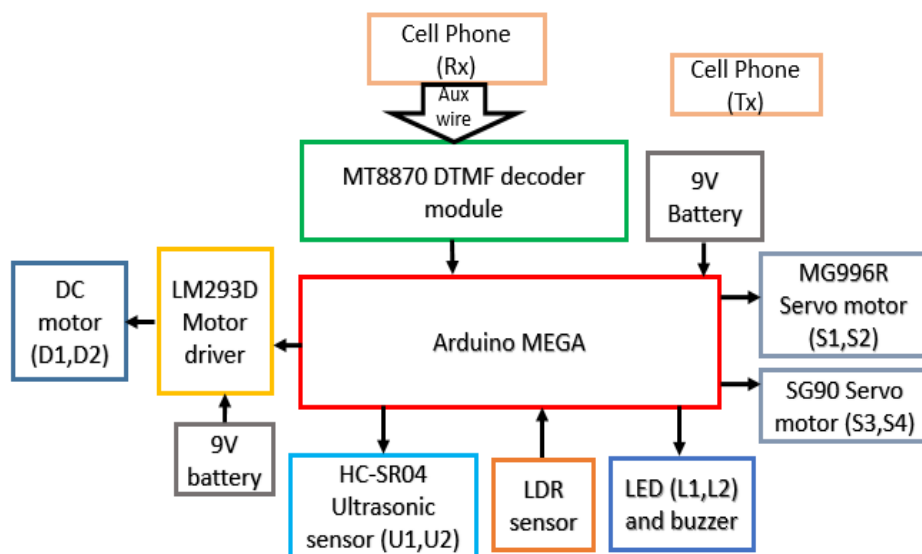 Cell Phone
(Rx)
Aux
wire
Cell Phone
(Tx)
MT8870 DTMF decoder
module
9V
Battery
DC
motor
(D1,D2)
LM293D
Motor
driver
Arduino MEGA
MG996R
Servo motor
(S1,S2)
SG90 Servo
motor (S3,S4)
9V
battery
HC-SR04
Ultrasonic
sensor (U1,U2)
LDR
sensor
LED (L1,L2)
and buzzer